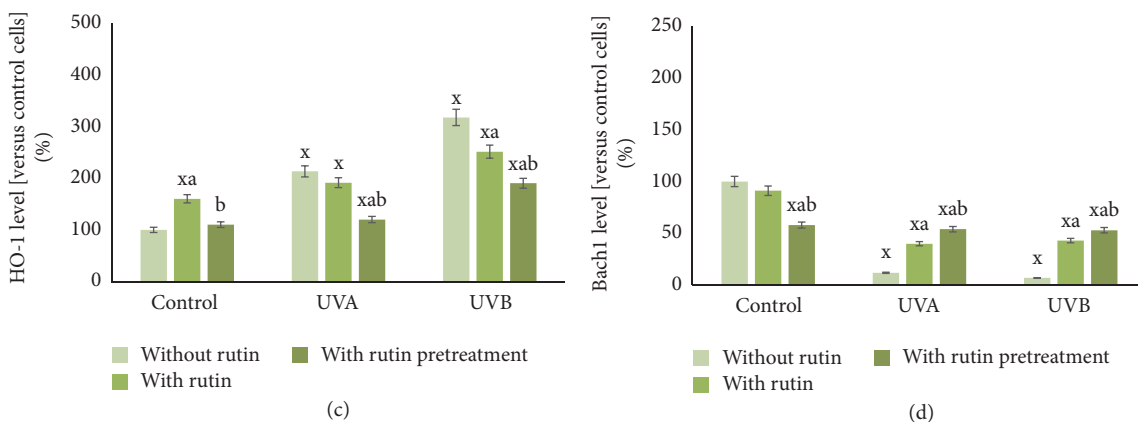 HO-1 level [versus control cells]
(%)
500
400
300
200
100
0
x
xa
x
xab
x
x
xa
b
xab
Control
UVA
UVB
Without rutin
With rutin pretreatment
With rutin
(c)
Bach1 level [versus control cells]
(%)
250
200
150
100
50
0
xab
xa
xab
xa
xab
x
x
Control
UVA
UVB
Without rutin
With rutin pretreatment
With rutin
(d)